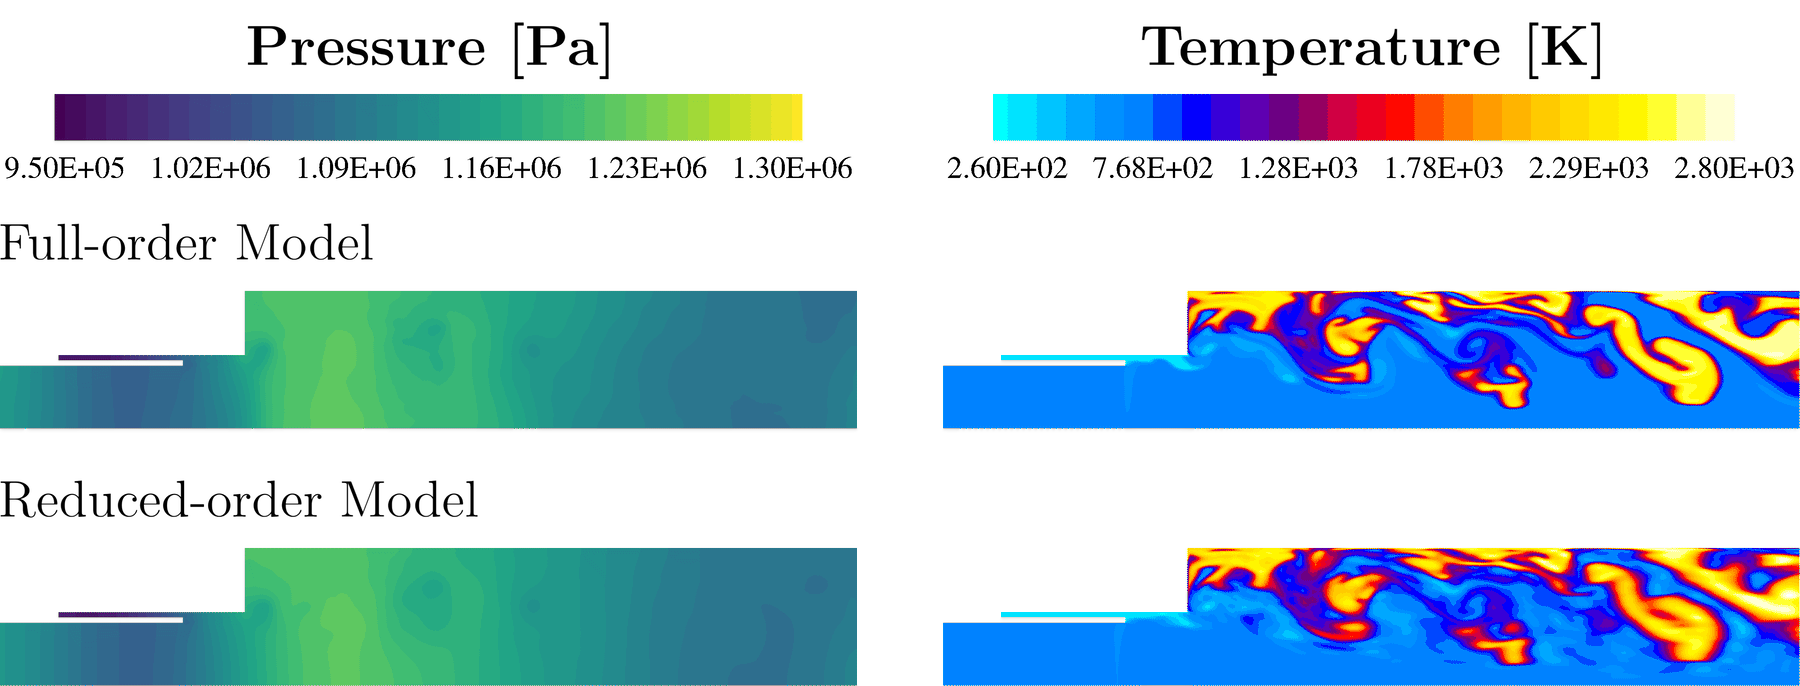 Pressure [Pa]
9.50E+05 1.02E+06 1.09E+06 1.16E+06 1.23E+06 1.30E+06
Temperature [K]
2.60E+02 7.68E+02 1.28E+03 1.78E+03 2.29E+03 2.80E+03
Full-order Model
Reduced-order Model